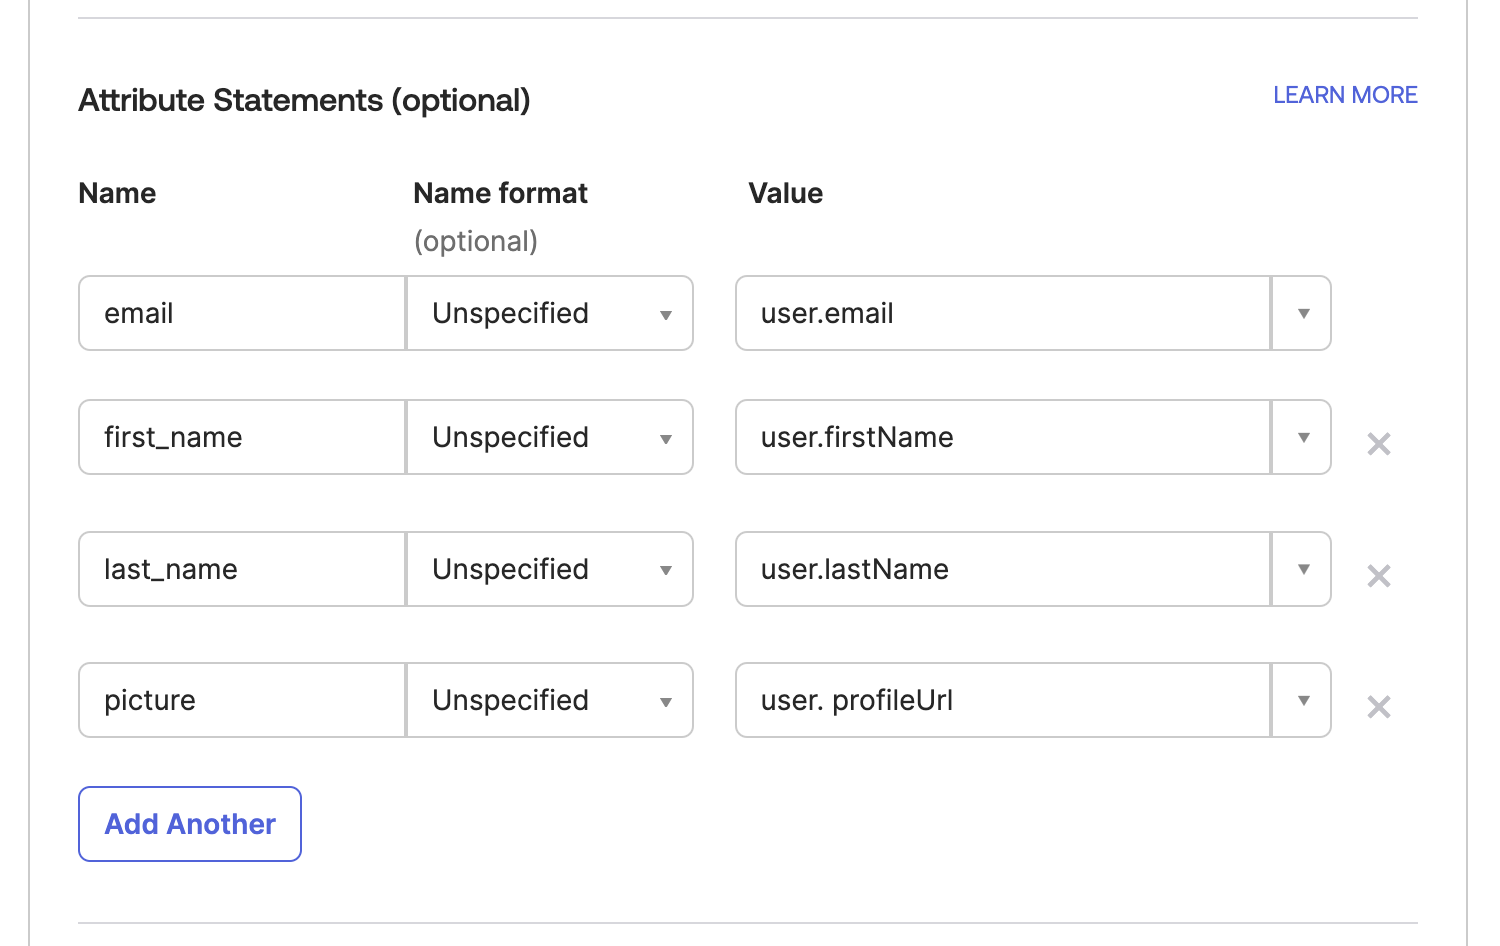 Attribute Statements (optional)
LEARN MORE
Name
Name format
(optional)
Value
email
Unspecified
user.email
first_name
Unspecified
user.firstName
last_name
Unspecified
user.lastName
picture
Unspecified
user. profileUrl
Add Another